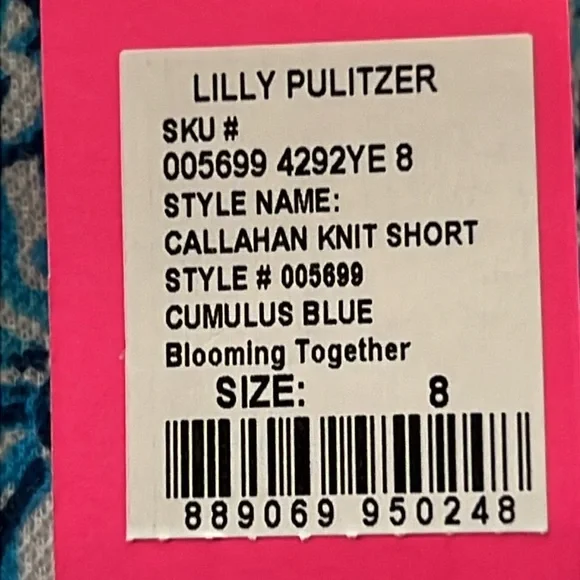 LILLY PULITZER
SKU #
005699 4292YE 8
STYLE NAME:
CALLAHAN KNIT SHORT
STYLE # 005699
CUMULUS BLUE
Blooming Together
SIZE: 8
889069 950248